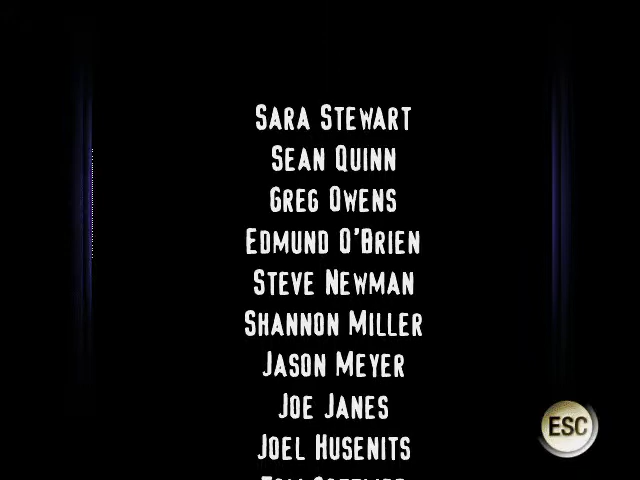 Sara Stewart
Sean Quinn
Greg Owens
Edmund O'Brien
Steve Newman
Shannon Miller
Jason Meyer
Joe Janes
Joel Husenits
ESC